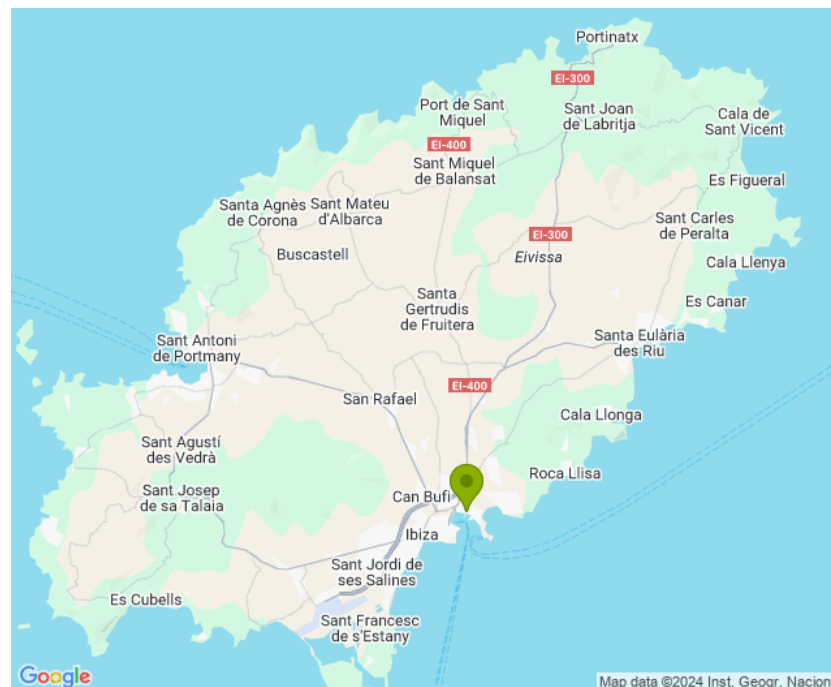 Portinatx
EI-300
Port de Sant
Miquel
Sant Joan
de Labritja
Cala de
Sant Vicent
EI-400
Sant Miquel
de Balansat
Es Figueral
Santa Agnès
de Corona
Sant Mateu
d'Albarca
Sant Carles
de Peralta
EI-300
Buscastell
Eivissa
Cala Llenya
Santa
Gertrudis
de Fruitera
Es Canar
Sant Antoni
de Portmany
Santa Eulària
des Riu
EI-400
San Rafael
Cala Llonga
Sant Agustí
des Vedrà
Roca Llisa
Sant Josep
de sa Talaia
Can Bufí
Ibiza
Sant Jordi de
ses Salines
Es Cubells
Sant Francesc
de s'Estany
Google
Map data ©2024 Inst. Geogr. Nacion